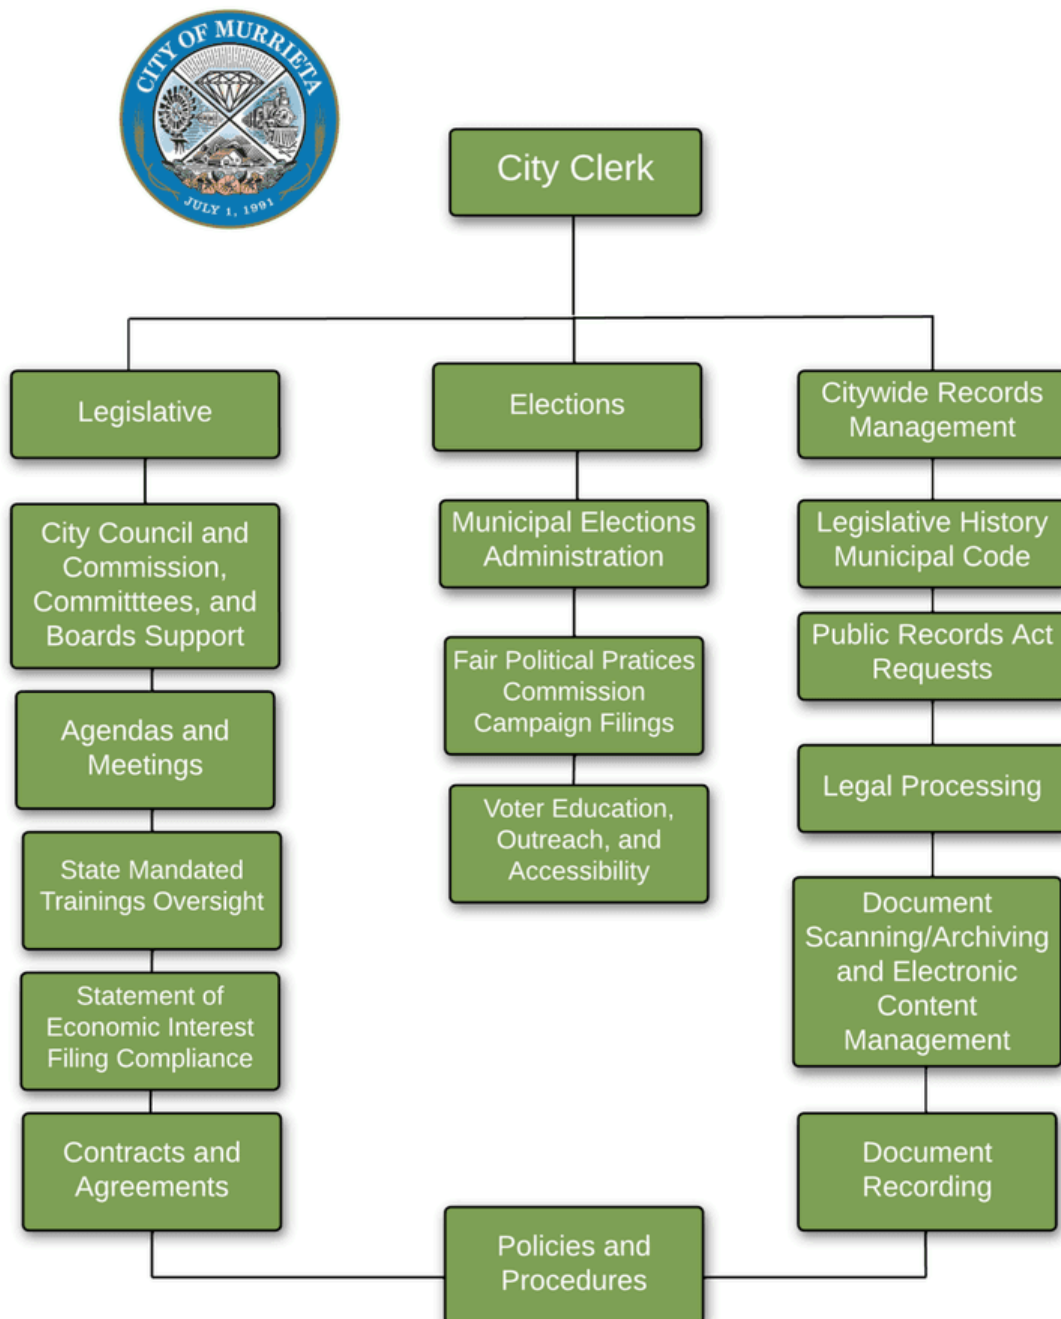 CITY OF MURRIETA
JULY 1, 1991
City Clerk
Legislative
City Council and
Commission,
Committtees, and
Boards Support
Agendas and
Meetings
State Mandated
Trainings Oversight
Statement of
Economic Interest
Filing Compliance
Contracts and
Agreements
Elections
Municipal Elections
Administration
Fair Political Pratices
Commission
Campaign Filings
Voter Education,
Outreach, and
Accessibility
Citywide Records
Management
Legislative History
Municipal Code
Public Records Act
Requests
Legal Processing
Document
Scanning/Archiving
and Electronic
Content
Management
Document
Recording
Policies and
Procedures